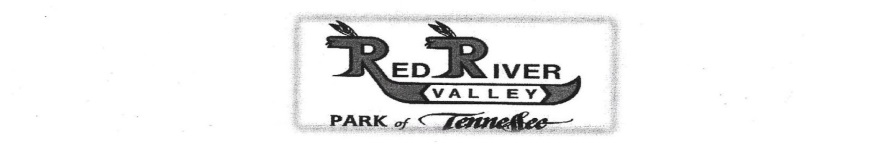 RED RIVER
VALLEY
PARK of Tennessee